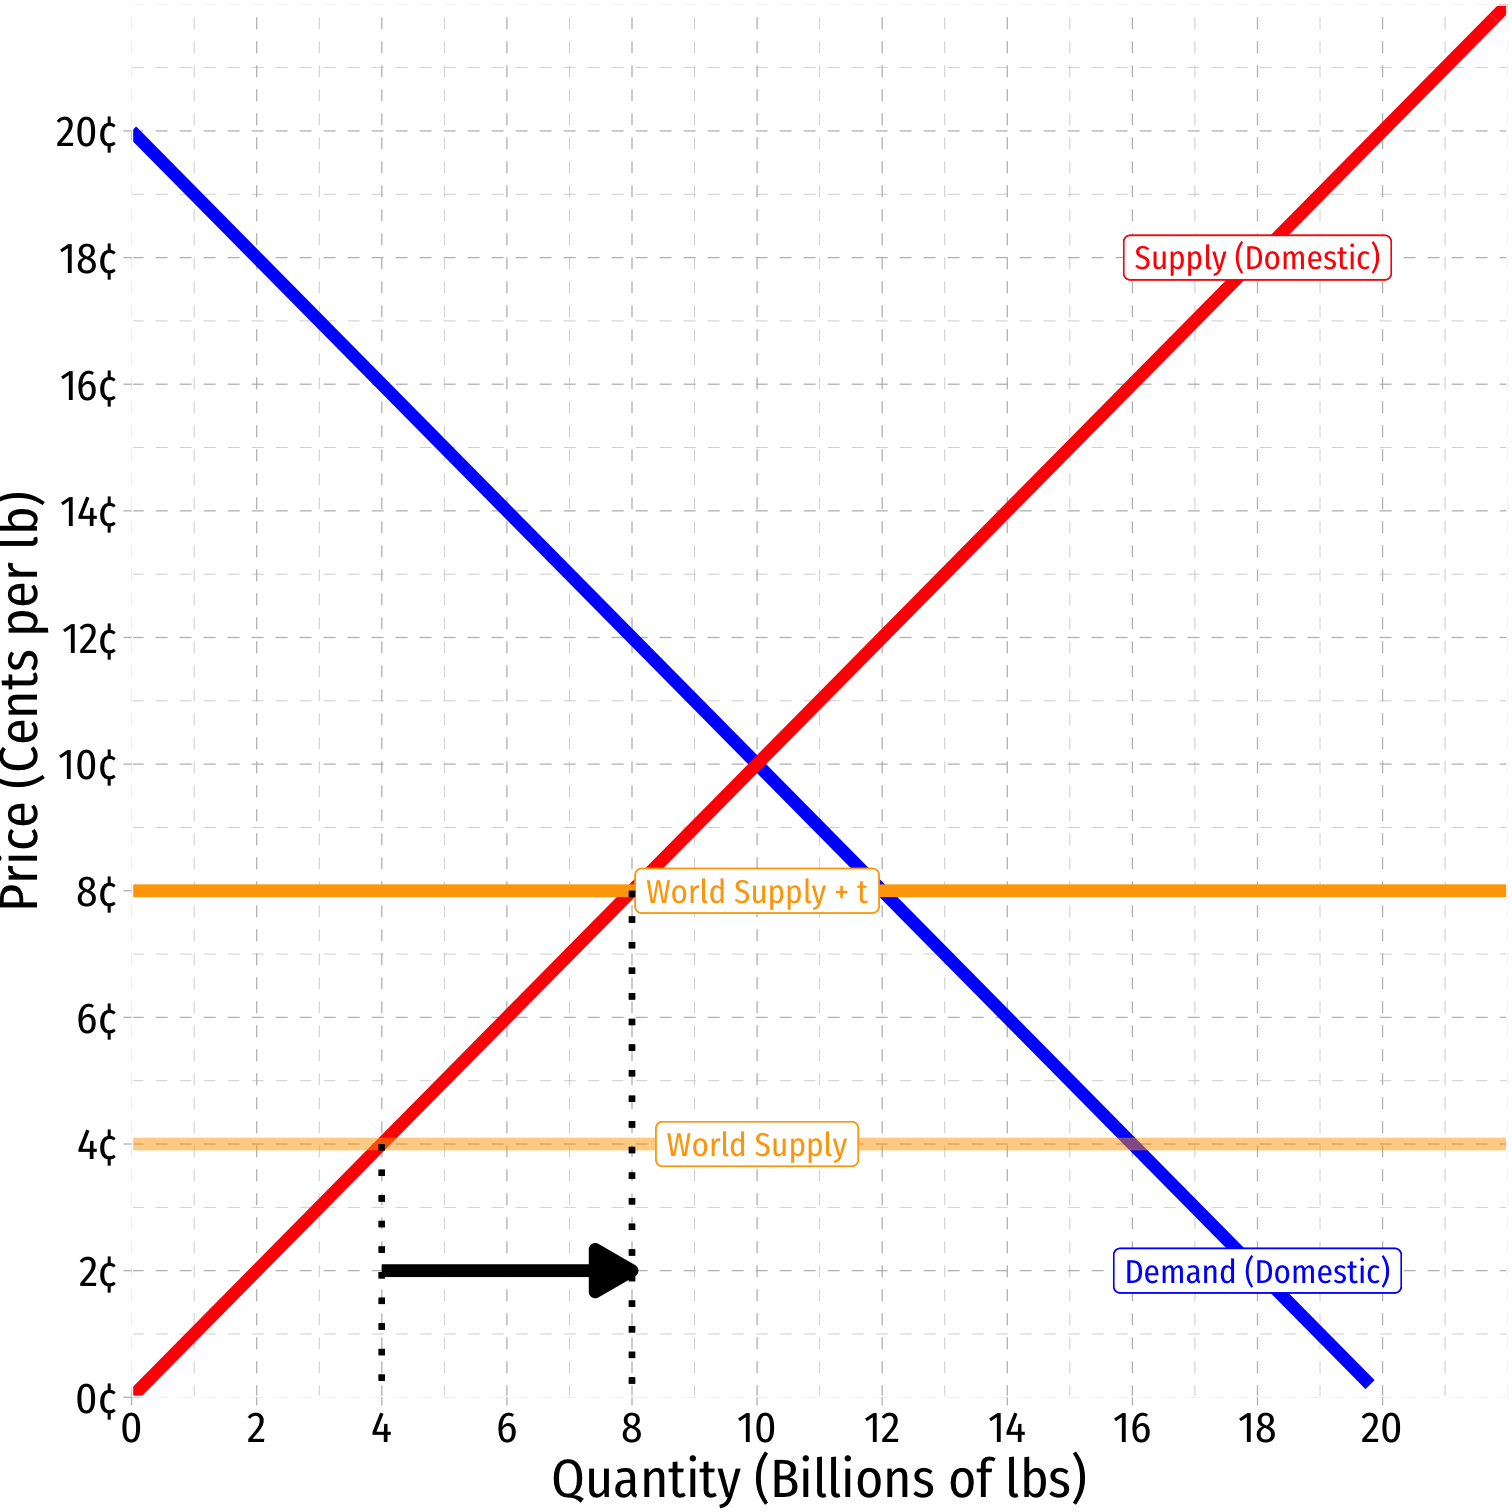 Price (Cents per lb)
20¢
18¢
16¢
14¢
12¢
10¢
8¢
6¢
4¢
2¢
0¢
Supply (Domestic)
World Supply + t
World Supply
Demand (Domestic)
0 2 4 6 8 10 12 14 16 18 20
Quantity (Billions of lbs)